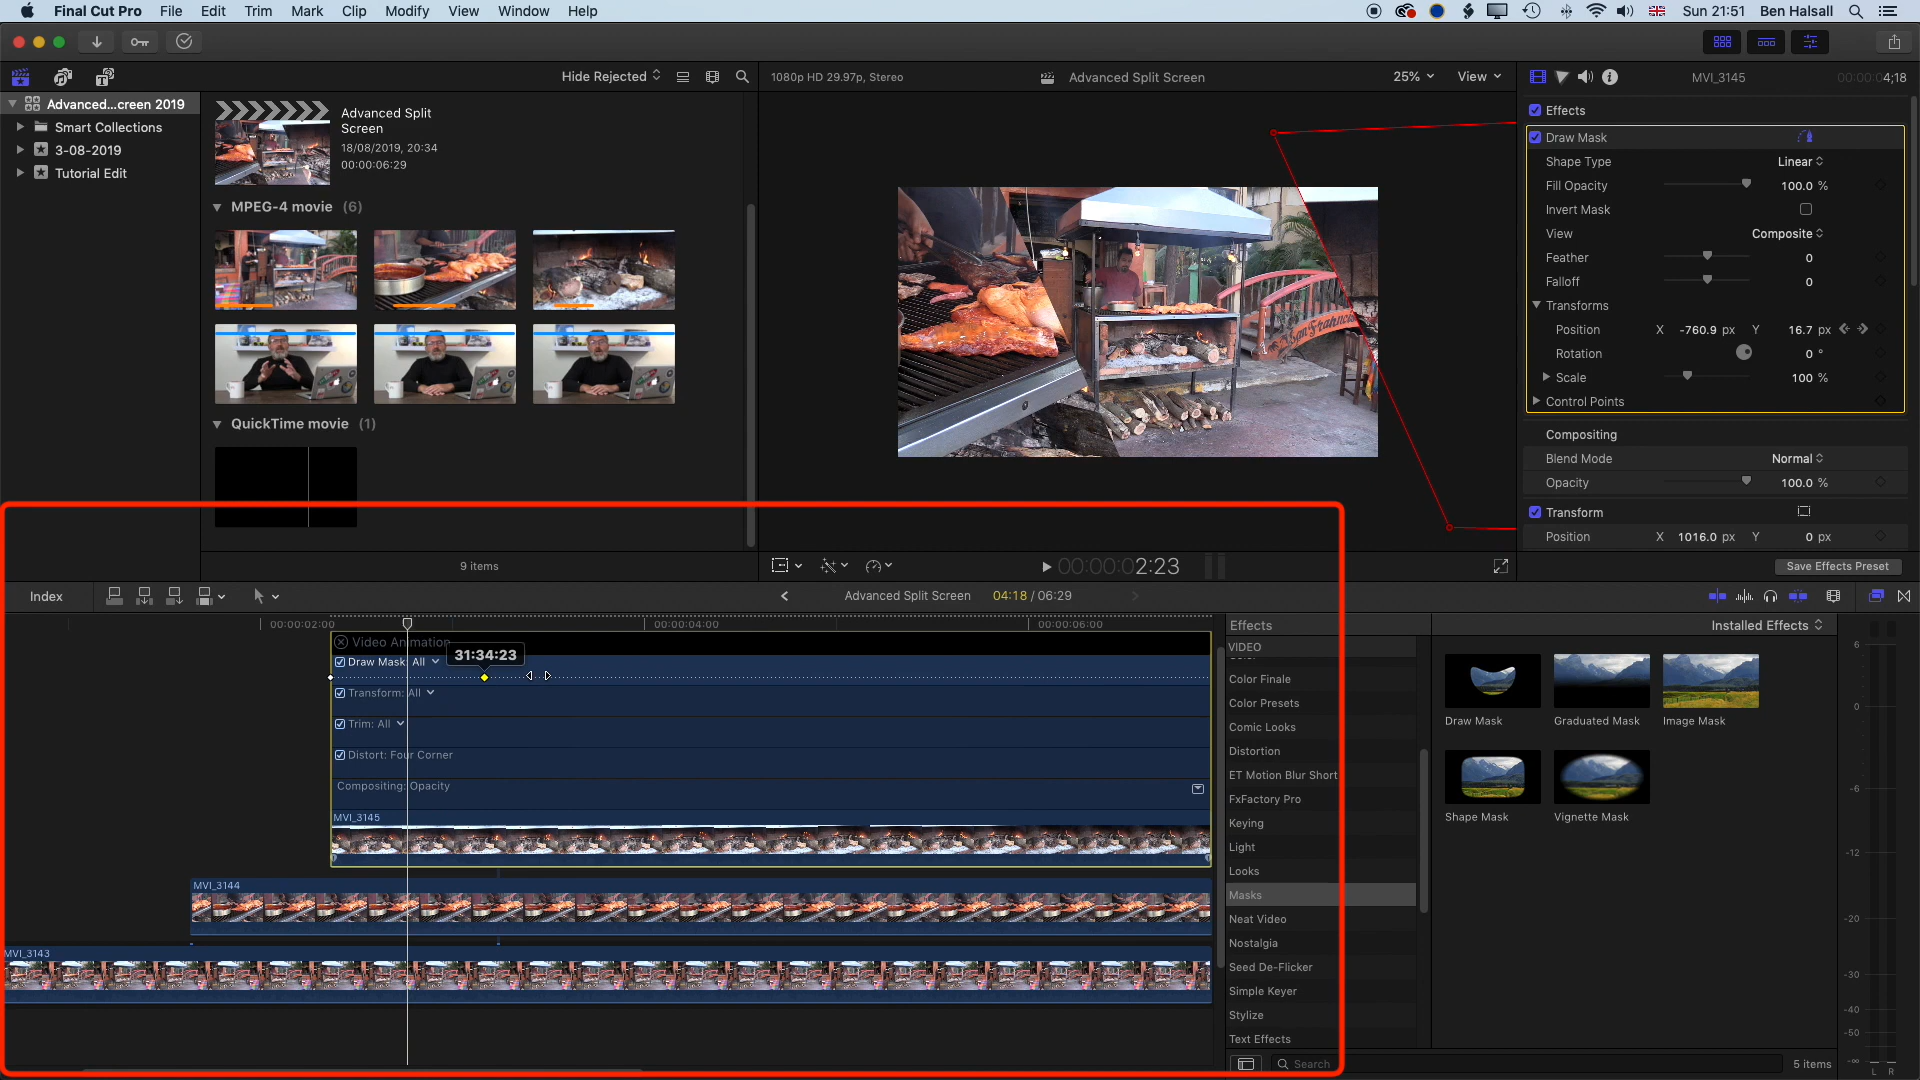 Final Cut Pro File Edit Trim Mark Clip Modify View Window Help Sun 21:51 Ben Halsall
Hide Rejected 1080p HD 29.97p, Stereo Advanced Split Screen 25% View MVI_3145 00:00:04;18
Advanced...creen 2019
Smart Collections
3-08-2019
Tutorial Edit
Advanced Split
Screen
18/08/2019, 20:34
00:00:06:29
MPEG-4 movie (6)
QuickTime movie (1)
9 items
00:00:00:02:23
Effects
Draw Mask
Shape Type Linear
Fill Opacity 100.0 %
Invert Mask
View Composite
Feather 0
Falloff 0
Transforms
Position X -760.9 px Y 16.7 px
Rotation 0 °
Scale 100 %
Control Points
Compositing
Blend Mode Normal
Opacity 100.0 %
Transform
Position X 1016.0 px Y 0 px
Save Effects Preset
Index Advanced Split Screen 04:18 / 06:29
00:00:02:00 00:00:04:00 00:00:06:00
Video Animation
31:34:23
Draw Mask: All
Transform: All
Trim: All
Distort: Four Corner
Compositing: Opacity
MVI_3145
MVI_3144
MVI_3143
Effects Installed Effects
VIDEO
Color Finale
Color Presets
Comic Looks
Distortion
ET Motion Blur Short
FxFactory Pro
Keying
Light
Looks
Masks
Neat Video
Nostalgia
Seed De-Flicker
Simple Keyer
Stylize
Text Effects
Draw Mask Graduated Mask Image Mask
Shape Mask Vignette Mask
Search 5 items
6
0
-6
-12
-20
-30
-40
-50
-∞
L R